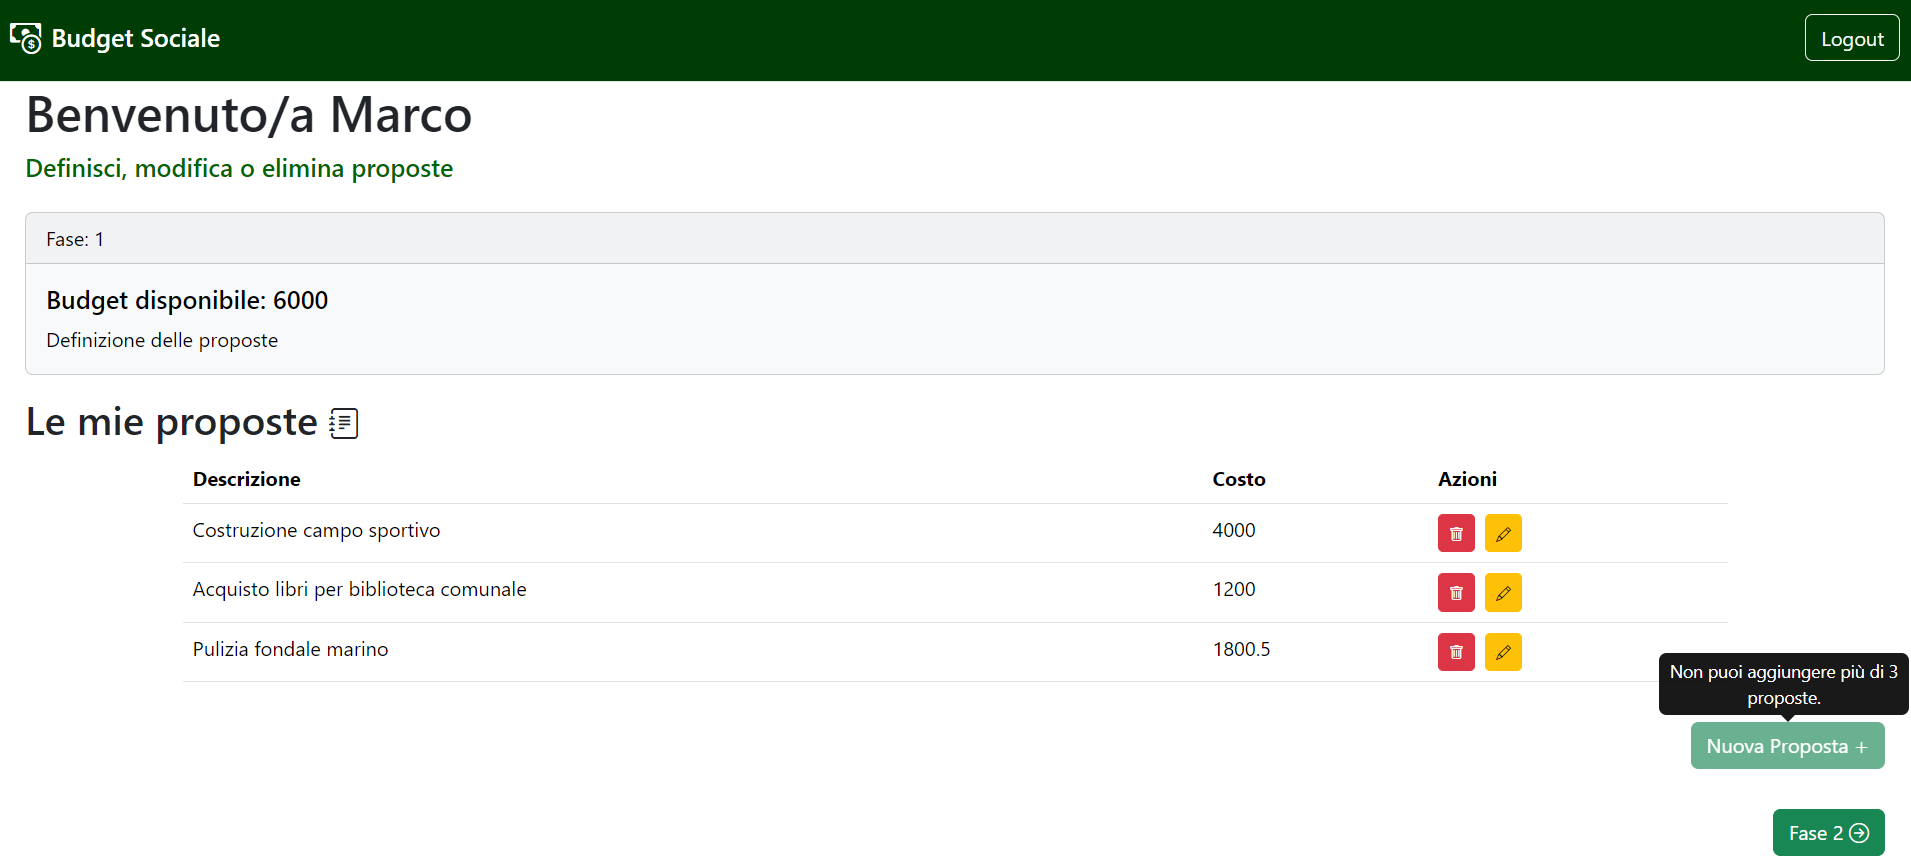 Budget Sociale
Logout
Benvenuto/a Marco
Definisci, modifica o elimina proposte
Fase: 1
Budget disponibile: 6000
Definizione delle proposte
Le mie proposte
Descrizione Costo Azioni
Costruzione campo sportivo 4000
Acquisto libri per biblioteca comunale 1200
Pulizia fondale marino 1800.5
Non puoi aggiungere più di 3
proposte.
Nuova Proposta +
Fase 2